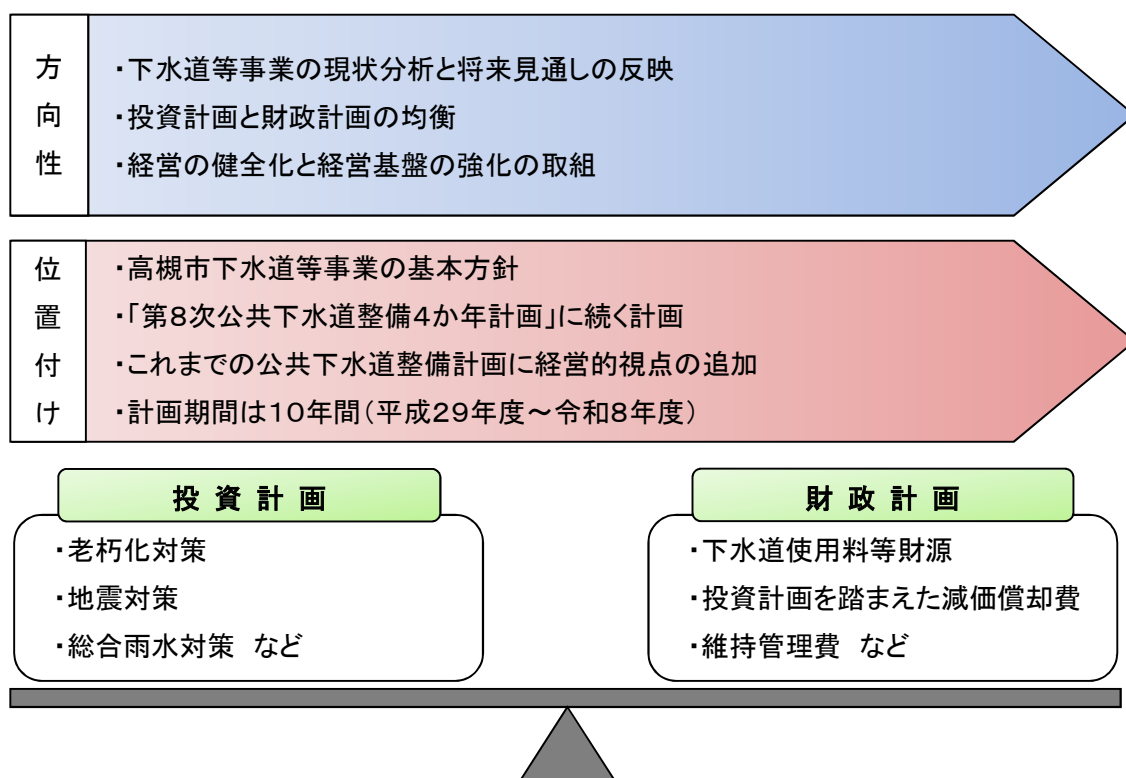 方向性
・下水道等事業の現状分析と将来見通しの反映
・投資計画と財政計画の均衡
・経営の健全化と経営基盤の強化の取組
位置付け
・高槻市下水道等事業の基本方針
・「第8次公共下水道整備4か年計画」に続く計画
・これまでの公共下水道整備計画に経営的視点の追加
・計画期間は10年間（平成29年度～令和8年度）
投資計画
・老朽化対策
・地震対策
・総合雨水対策　など
財政計画
・下水道使用料等財源
・投資計画を踏まえた減価償却費
・維持管理費　など